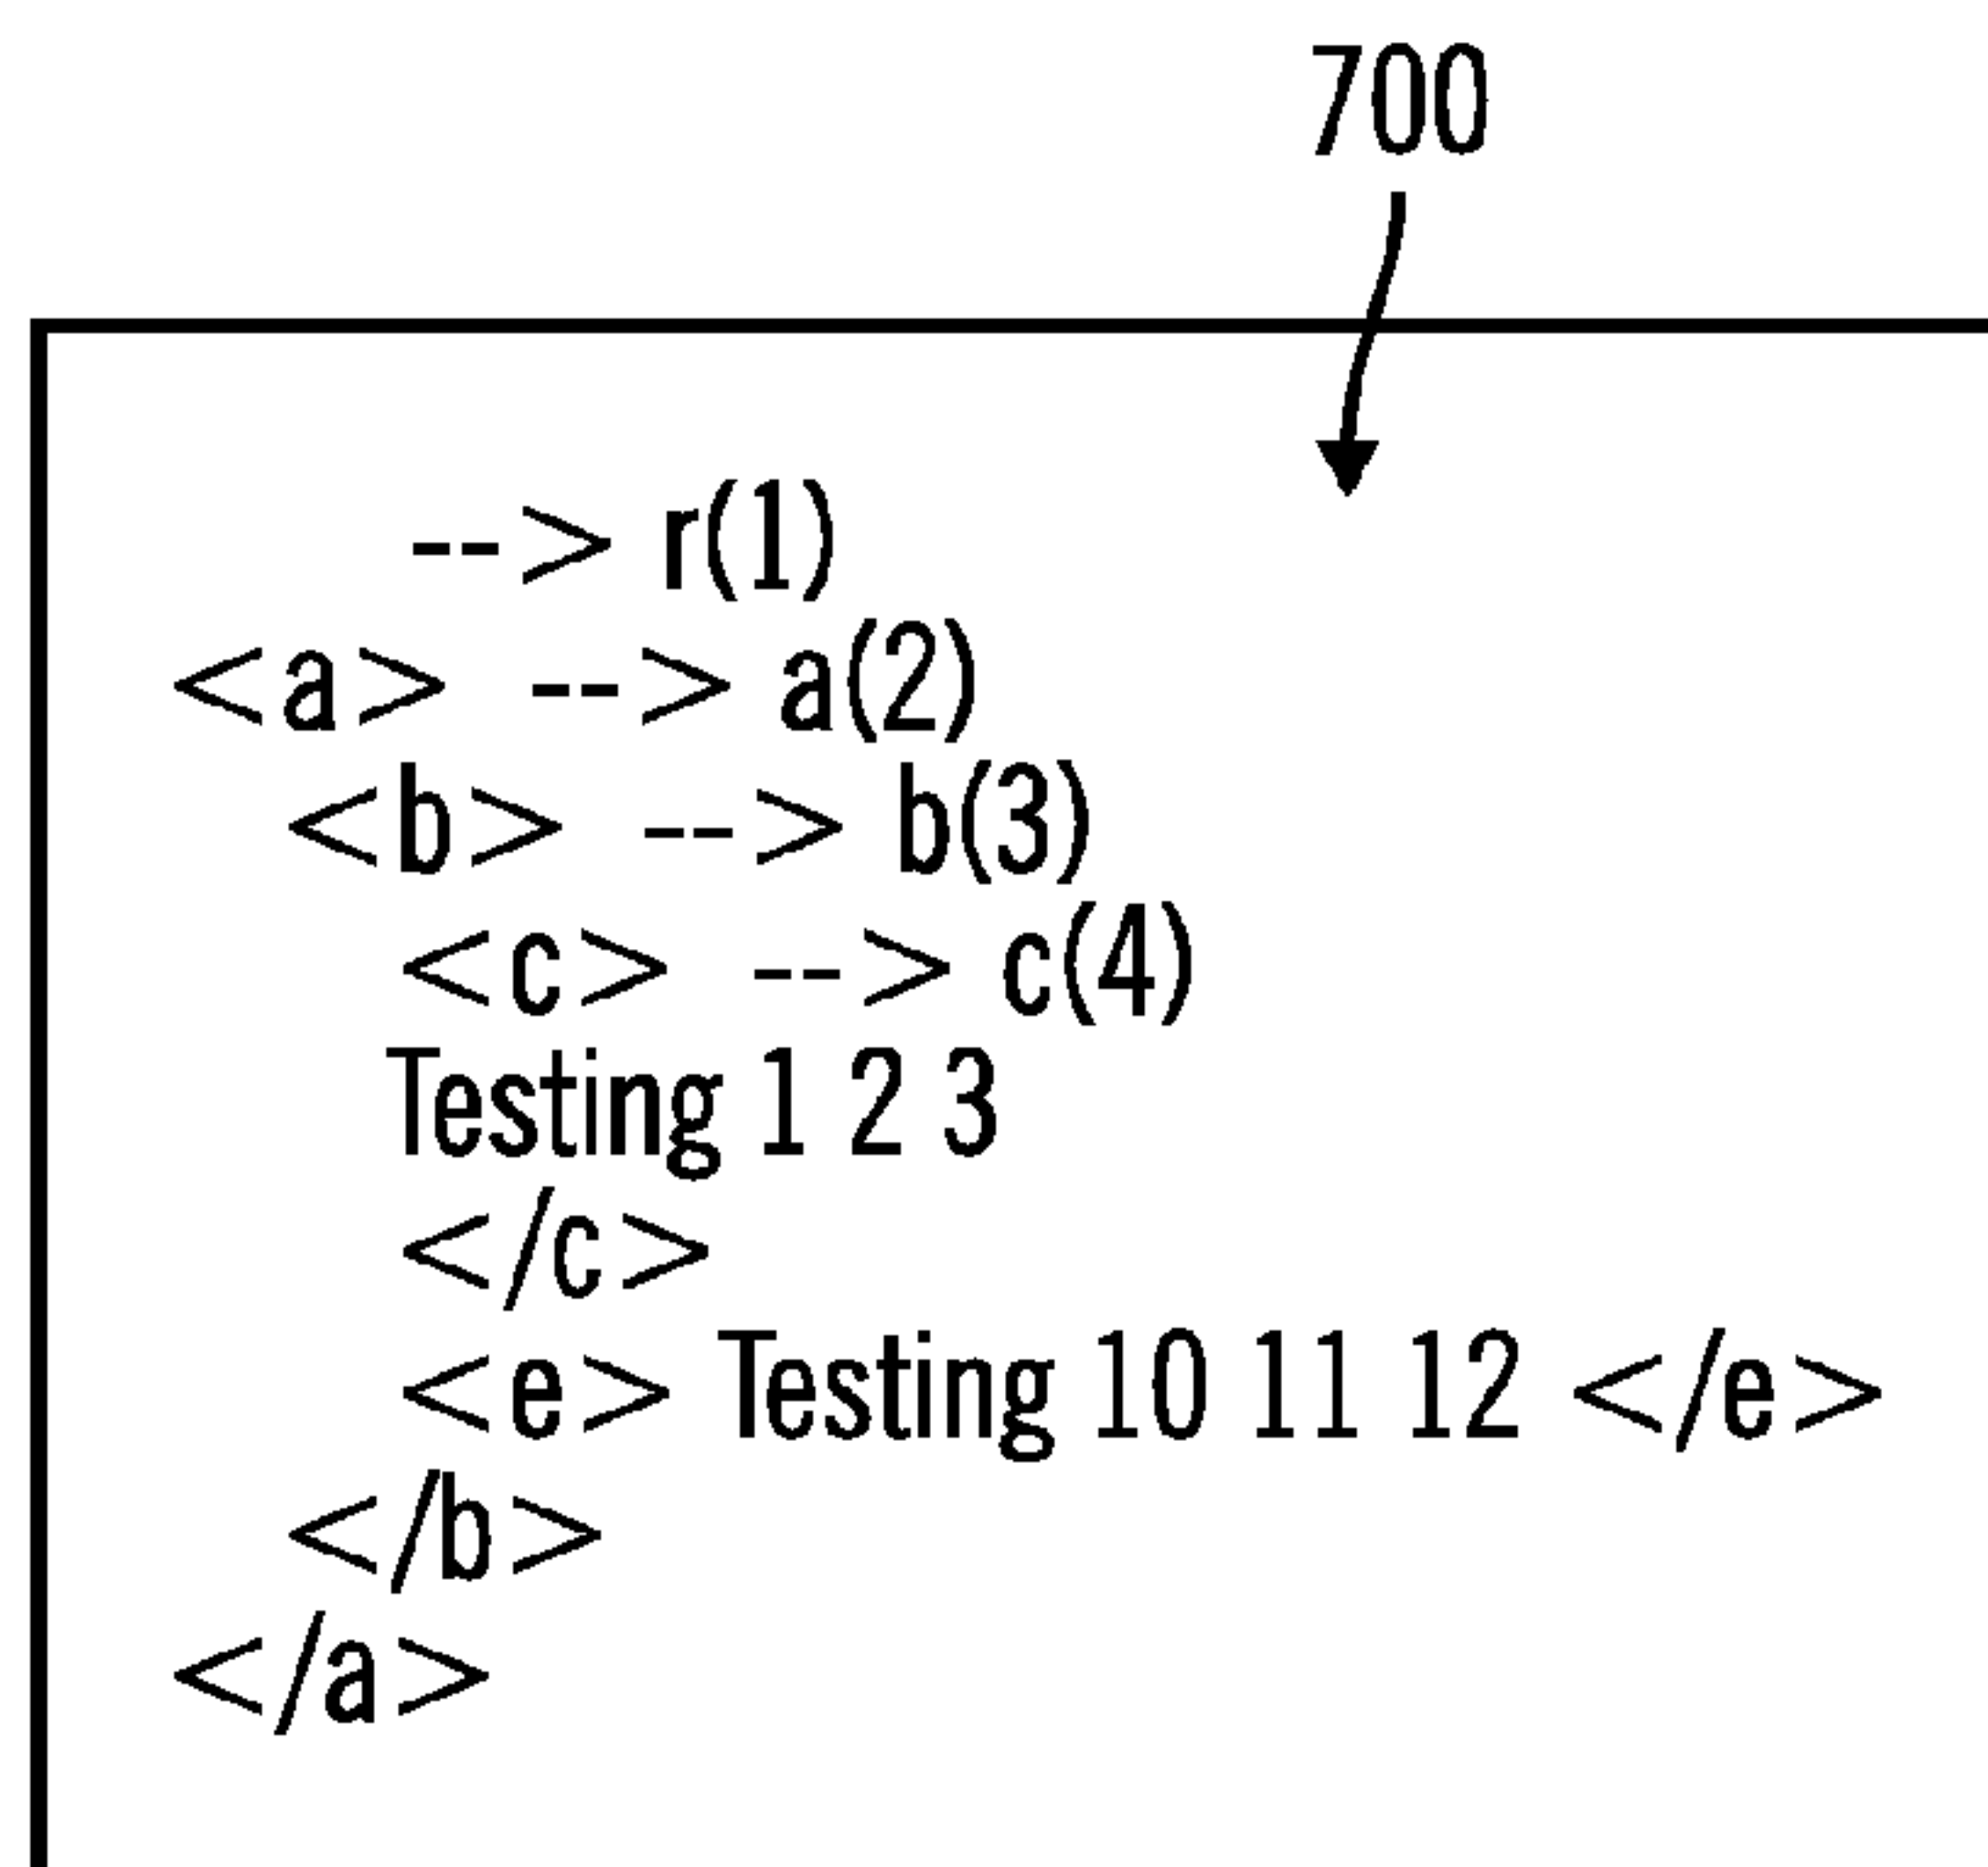 700
--> r(1)
<a> --> a(2)
<b> --> b(3)
<c> --> c(4)
Testing 1 2 3
</c>
<e> Testing 10 11 12 </e>
</b>
</a>